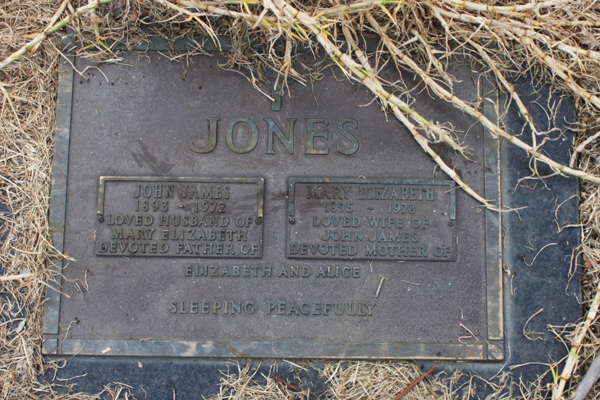 JONES
JOHN JAMES
1893 1972
LOVED HUSBAND OF
MARY ELIZABETH
DEVOTED FATHER OF
MARY ELIZABETH
1895 1978
LOVED WIFE OF
JOHN JAMES
DEVOTED MOTHER OF
ELIZABETH AND ALICE
SLEEPING PEACEFULLY